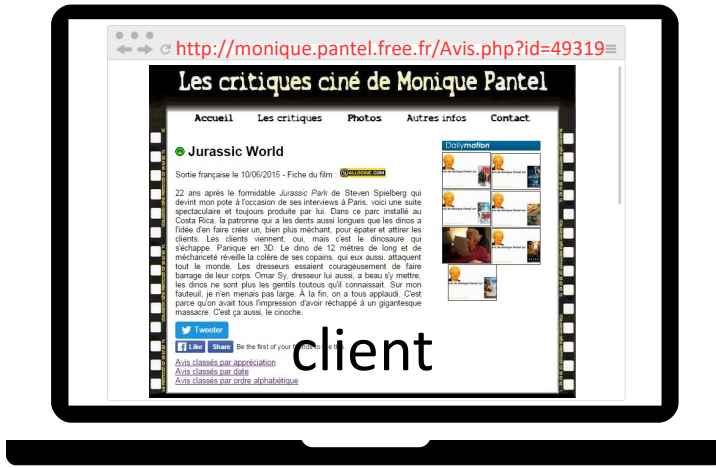 http://monique.pantel.free.fr/Avis.php?id=49319
Les critiques ciné de Monique Pantel
Accueil Les critiques Photos Autres infos Contact
Jurassic World
Sortie française le 10/06/2015 - Fiche du film : ALLOCINE.COM
22 ans après le formidable Jurassic Park de Steven Spielberg qui
devint mon pote à l'occasion de ses interviews à Paris, voici une suite
spectaculaire et toujours produite par lui. Dans ce parc installé au
Costa Rica, la patronne qui a les dents aussi longues que les dinos a
l'idée d'en faire créer un, bien plus méchant, pour épater et attirer les
clients. Les clients viennent, oui, mais c'est le dinosaure qui
s'échappe. Panique en 3D. Le dino de 12 mètres de long et de
méchanceté réveille la colère de ses copains, qui eux aussi, attaquent
tout le monde. Les dresseurs essaient courageusement de faire
barrage de leur corps. Omar Sy, dresseur lui aussi, a beau s'y mettre,
les dinos ne sont plus les gentils toutous qu'il connaissait. Sur mon
fauteuil, je n'en menais pas large. À la fin, on a tous applaudi. C'est
parce qu'on avait tous l'impression d'avoir réchappé à un gigantesque
massacre. C'est ça aussi, le cinoche.
Dailymotion
Tweeter
Like Share Be the first of your friends to like this.
client
Avis classés par appréciation
Avis classés par date
Avis classés par ordre alphabétique